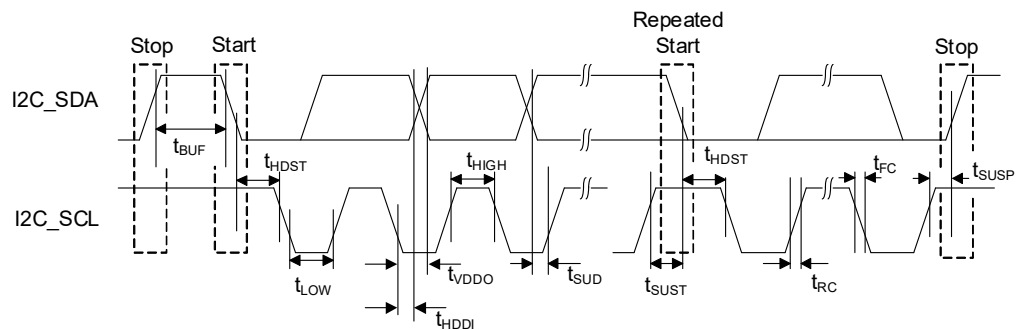 Repeated
Stop Start Start Stop
I2C_SDA
tBUF tHDST tHIGH tHDST tFC tSUSP
I2C_SCL
tLOW tVDDO tSUD tSUST tRC
tHDDI